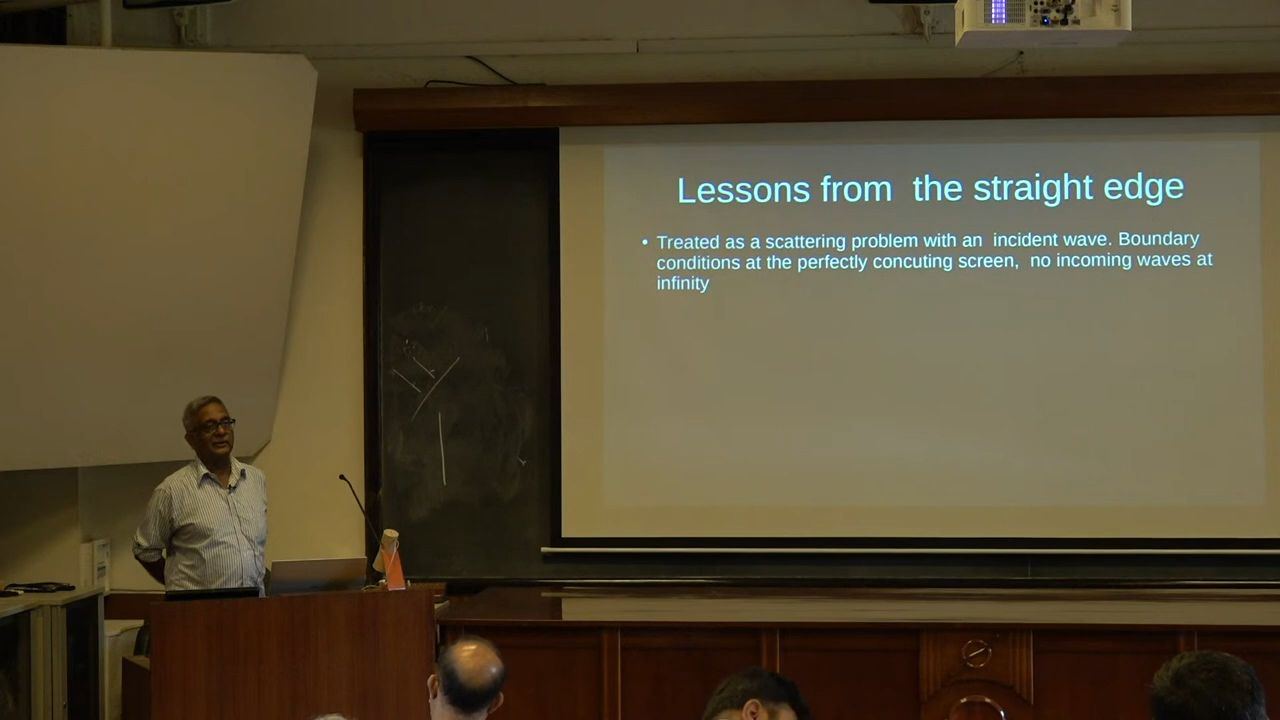 Lessons from the straight edge
• Treated as a scattering problem with an incident wave. Boundary
conditions at the perfectly concuting screen, no incoming waves at
infinity